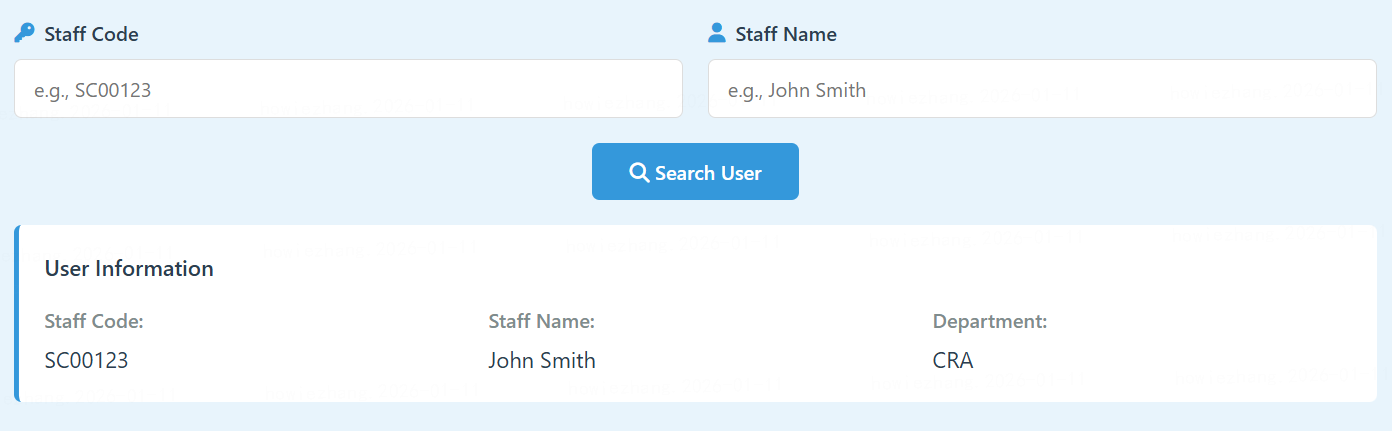 Staff Code
Staff Name
e.g., SC00123
e.g., John Smith
Search User
User Information
Staff Code:
Staff Name:
Department:
SC00123
John Smith
CRA